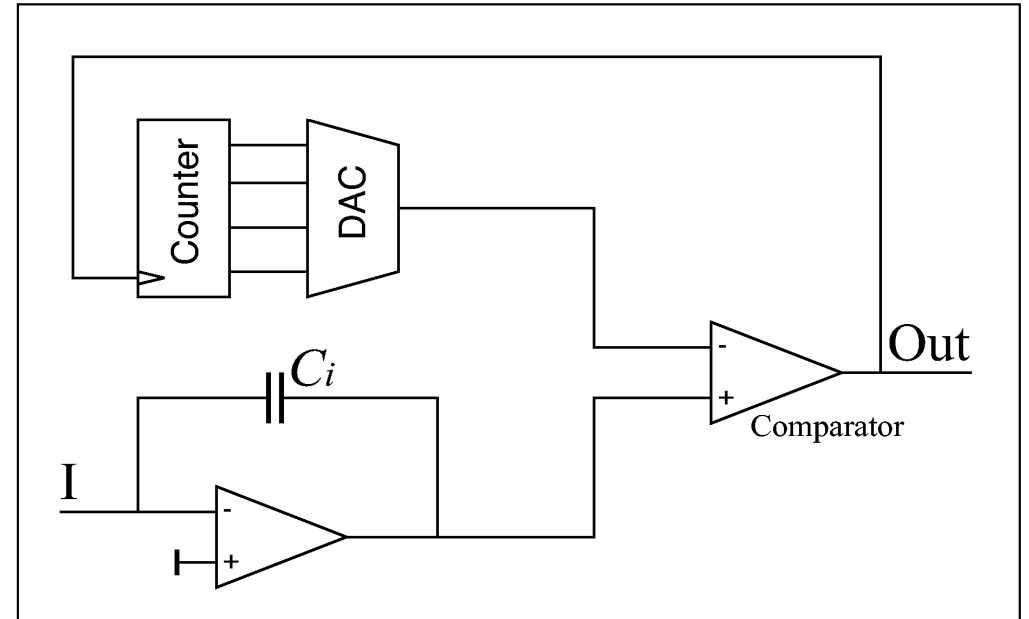 Counter
DAC
Ci
Out
-
+
Comparator
I
-
+